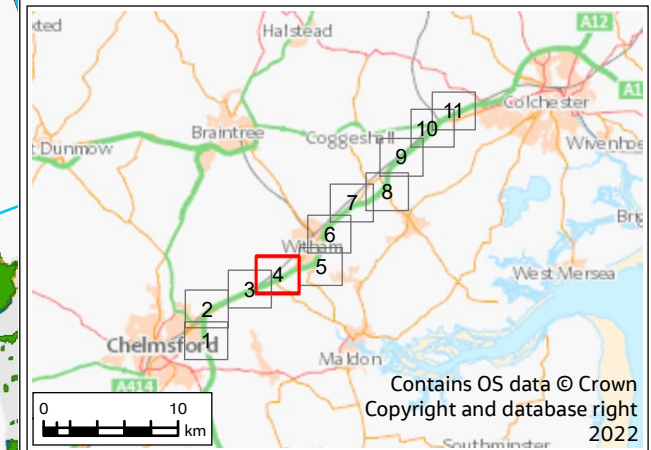 xted
Halstead
A12
A1
Colchester
11
10
Braintree
Coggeshall
t Dunmow
Wivenhoe
9
8
7
6
Witham
5
4
3
2
1
Brig
West Mersea
Chelmsford
Maldon
A414
Contains OS data © Crown
Copyright and database right
2022
0 10
km
Southminster